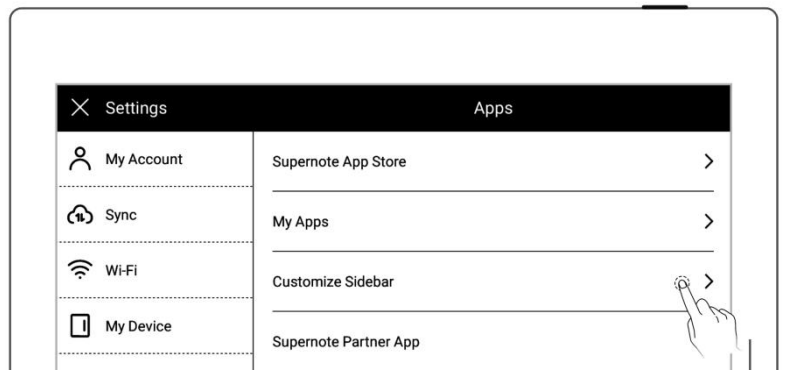 Settings
Apps
My Account
Supernote App Store
Sync
My Apps
Wi-Fi
Customize Sidebar
My Device
Supernote Partner App